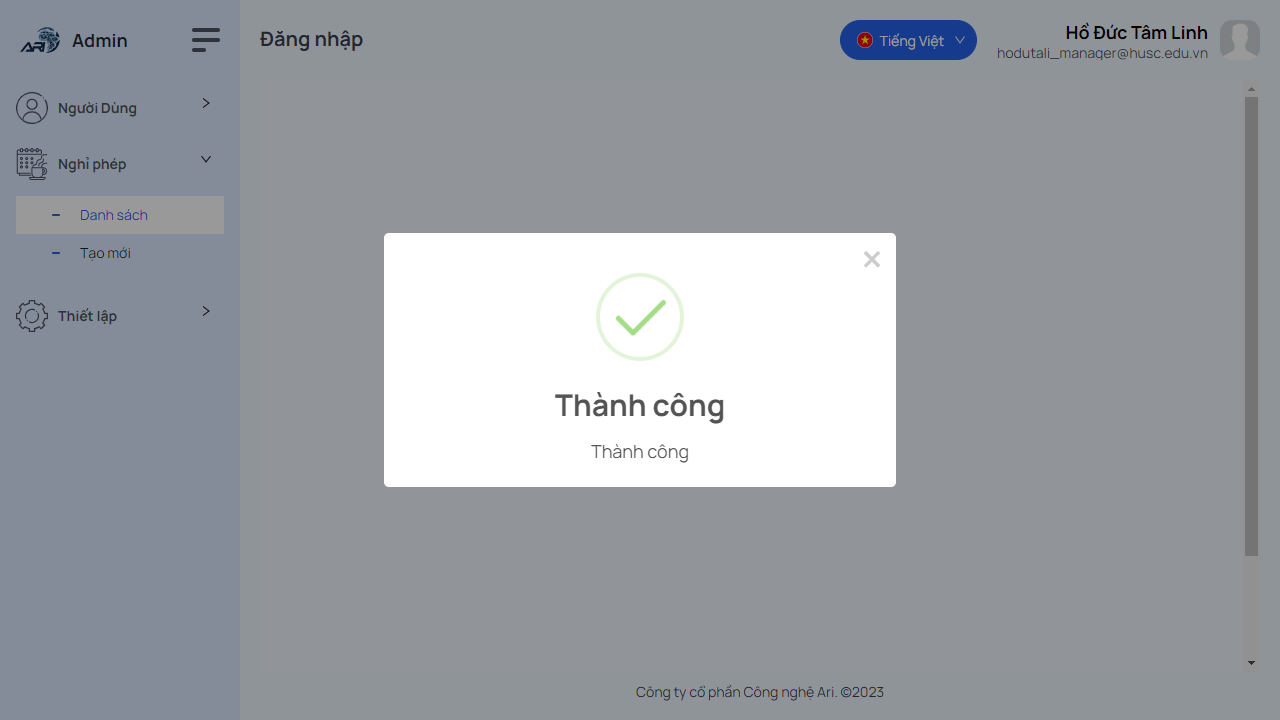 ARI
Admin
Đăng nhập
Tiếng Việt
Hồ Đức Tâm Linh
hodutali_manager@husc.edu.vn
Người Dùng
Nghỉ phép
Danh sách
Tạo mới
Thiết lập
Thành công
Thành công
Công ty cổ phần Công nghệ Ari. ©2023